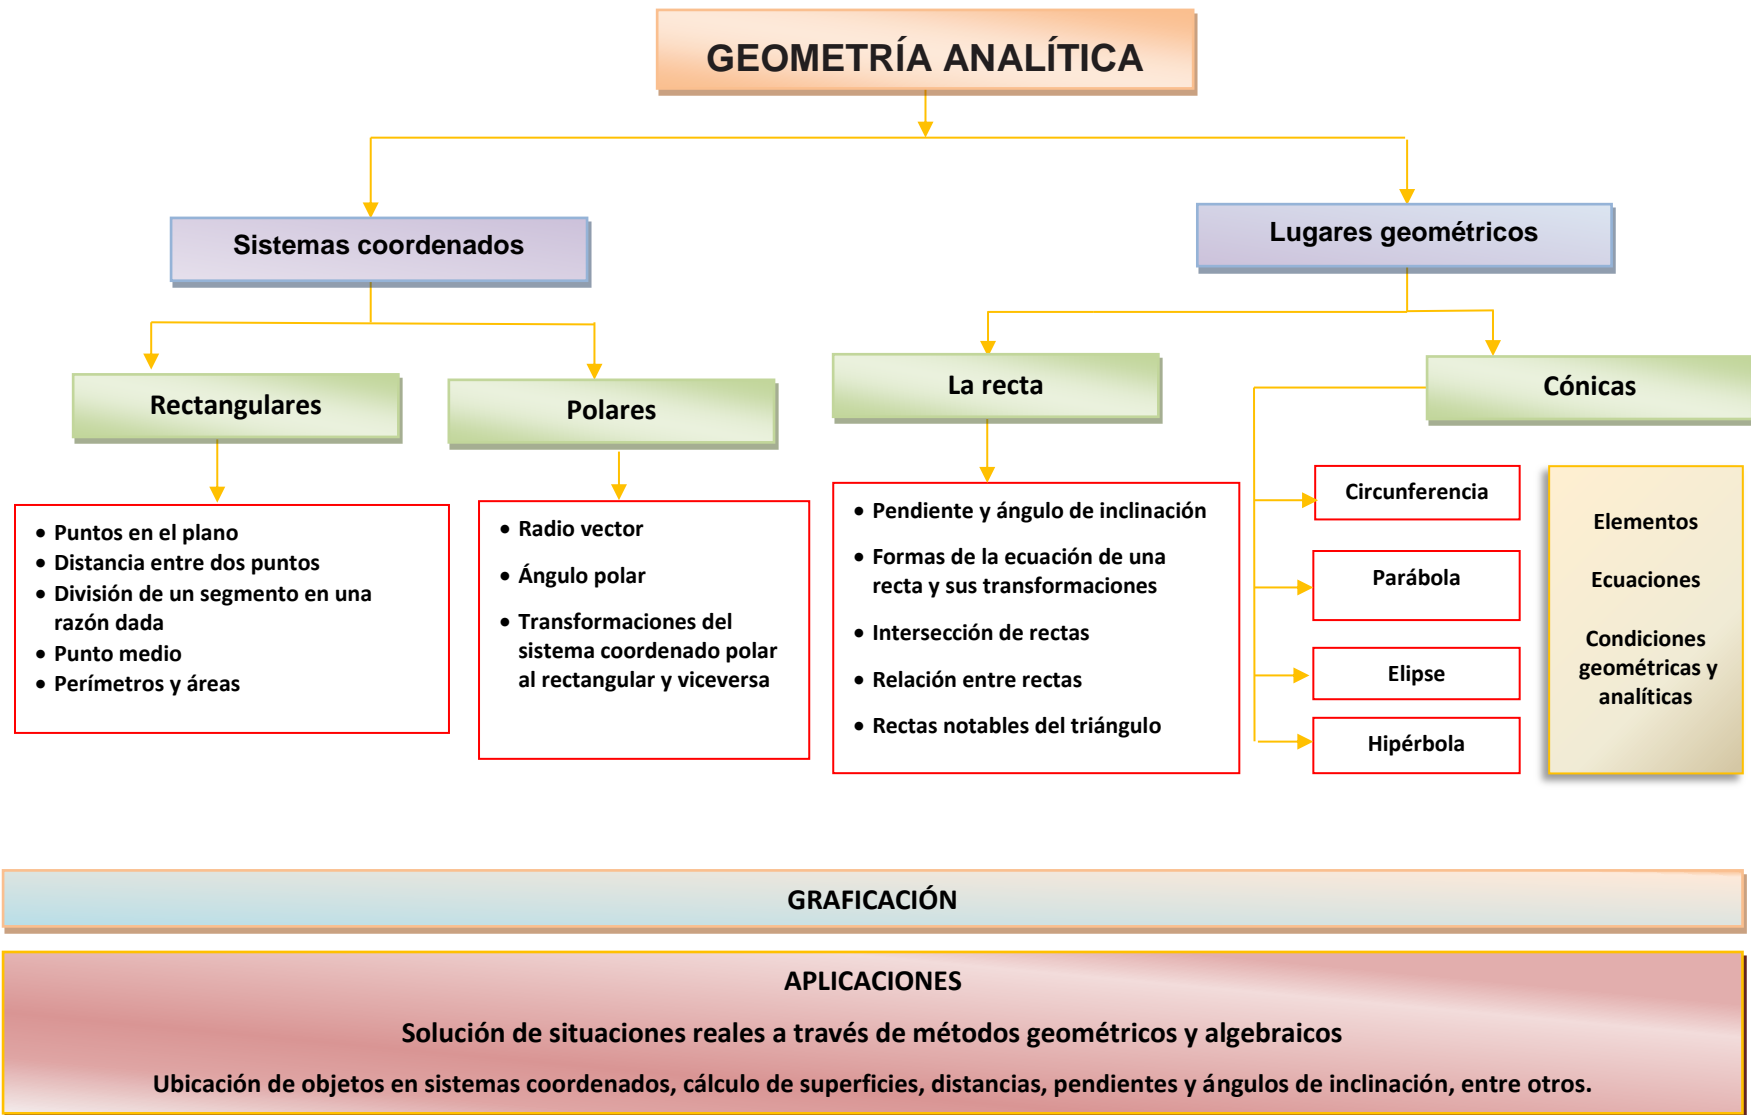 GEOMETRÍA ANALÍTICA
Sistemas coordenados
Lugares geométricos
Rectangulares
Polares
La recta
Cónicas
• Puntos en el plano
• Distancia entre dos puntos
• División de un segmento en una
razón dada
• Punto medio
• Perímetros y áreas
• Radio vector
• Ángulo polar
• Transformaciones del
sistema coordenado polar
al rectangular y viceversa
• Pendiente y ángulo de inclinación
• Formas de la ecuación de una
recta y sus transformaciones
• Intersección de rectas
• Relación entre rectas
• Rectas notables del triángulo
Circunferencia
Parábola
Elipse
Hipérbola
Elementos
Ecuaciones
Condiciones
geométricas y
analíticas
GRAFICACIÓN
APLICACIONES
Solución de situaciones reales a través de métodos geométricos y algebraicos
Ubicación de objetos en sistemas coordenados, cálculo de superficies, distancias, pendientes y ángulos de inclinación, entre otros.